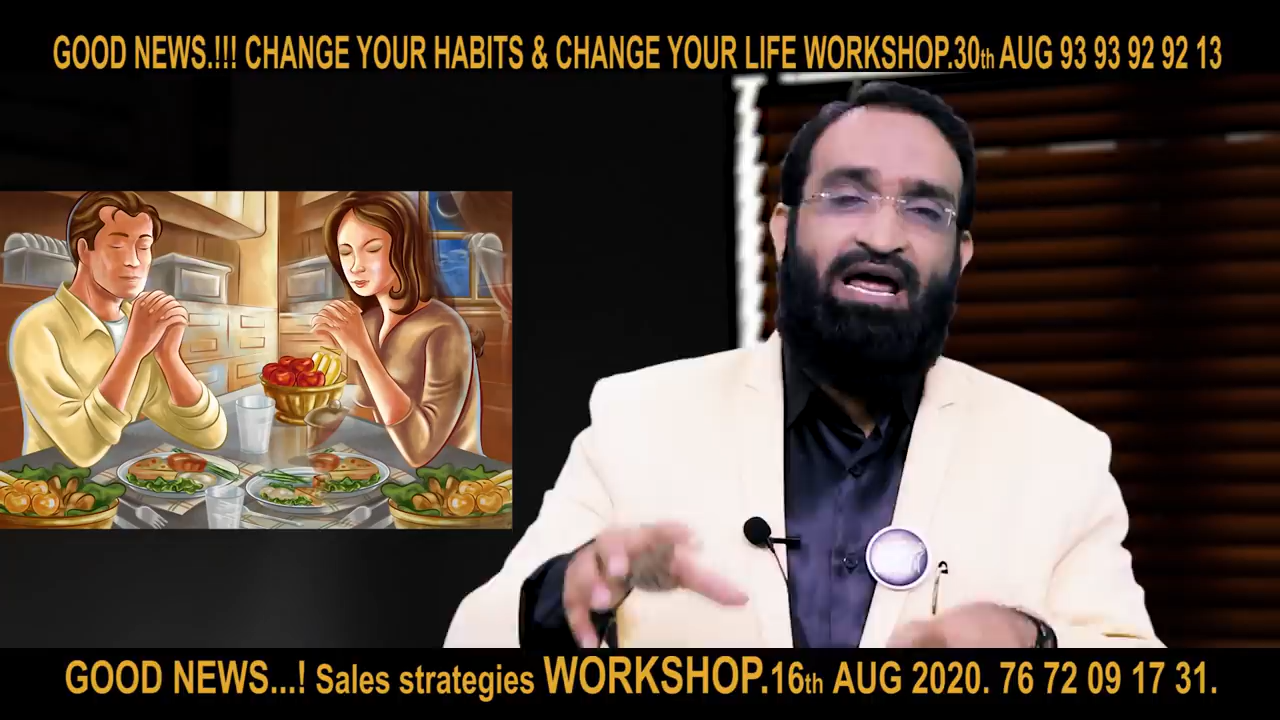 GOOD NEWS.!!! CHANGE YOUR HABITS & CHANGE YOUR LIFE WORKSHOP.30th AUG 93 93 92 92 13
GOOD NEWS...! Sales strategies WORKSHOP.16th AUG 2020. 76 72 09 17 31.